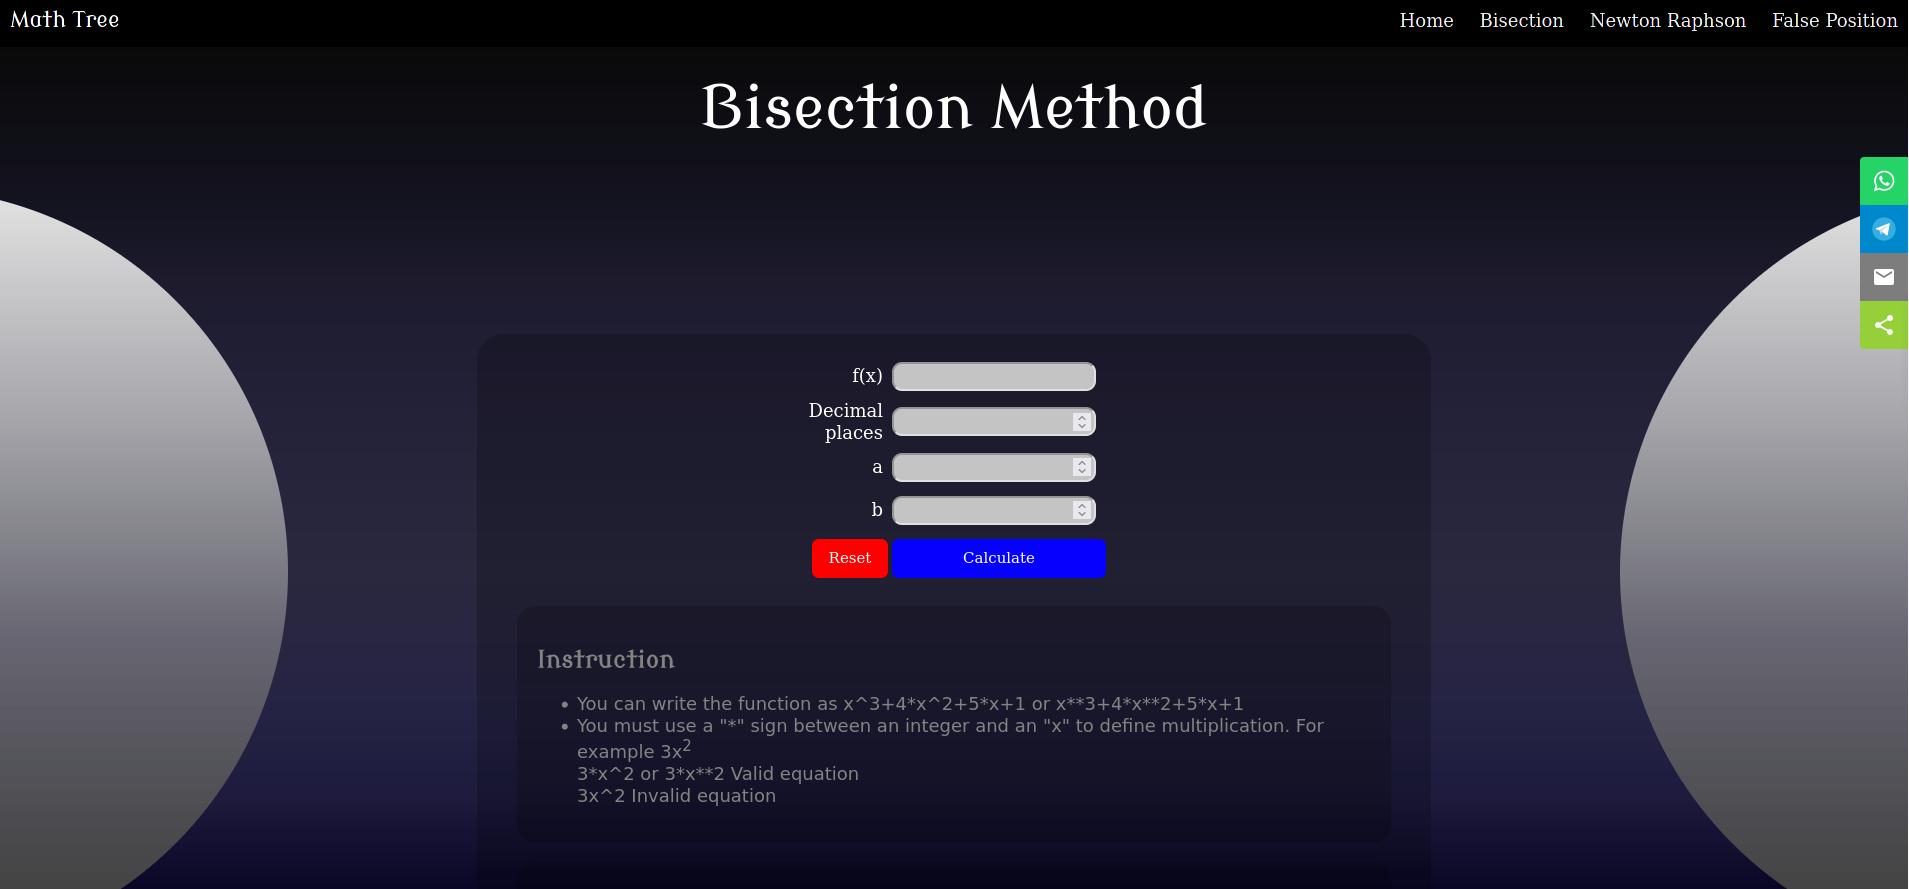 Math Tree
Home Bisection Newton Raphson False Position
Bisection Method
f(x)
Decimal
places
a
b
Reset Calculate
Instruction
• You can write the function as x^3+4*x^2+5*x+1 or x**3+4*x**2+5*x+1
• You must use a "*" sign between an integer and an "x" to define multiplication. For
example 3x²
3*x^2 or 3*x**2 Valid equation
3x^2 Invalid equation